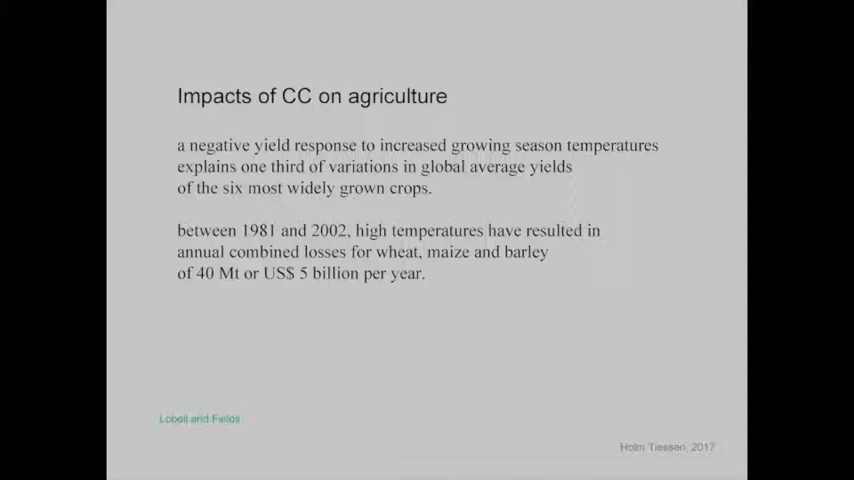 Impacts of CC on agriculture
a negative yield response to increased growing season temperatures
explains one third of variations in global average yields
of the six most widely grown crops.
between 1981 and 2002, high temperatures have resulted in
annual combined losses for wheat, maize and barley
of 40 Mt or US$ 5 billion per year.
Lobell and Fields
Holm Tiessen, 2017